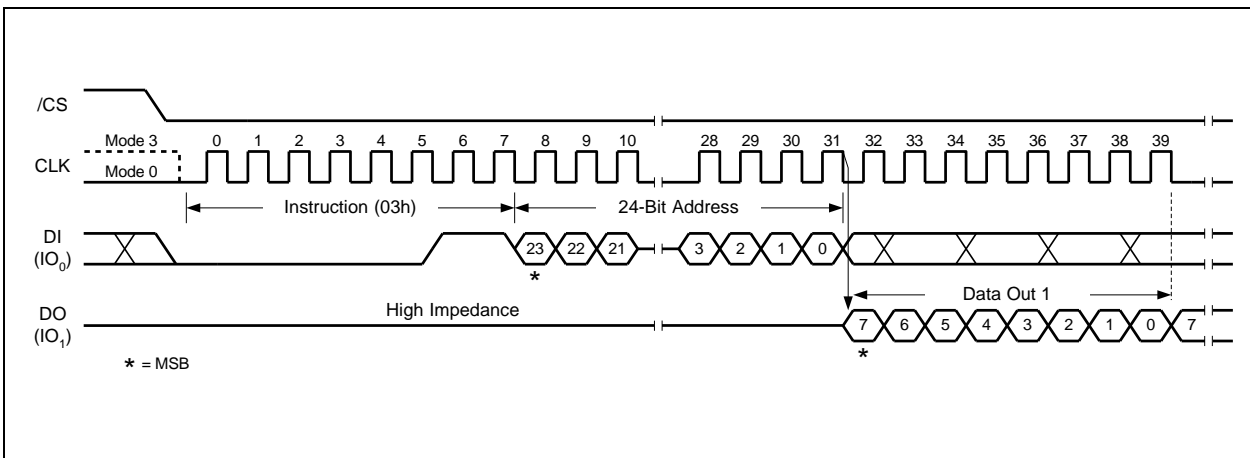 /CS
Mode 3 0 1 2 3 4 5 6 7 8 9 10 28 29 30 31 32 33 34 35 36 37 38 39
CLK
Mode 0
Instruction (03h) 24-Bit Address
DI
(IO0)
23 22 21 3 2 1 0
*
Data Out 1
High Impedance
DO
(IO1)
7 6 5 4 3 2 1 0 7
*
* = MSB